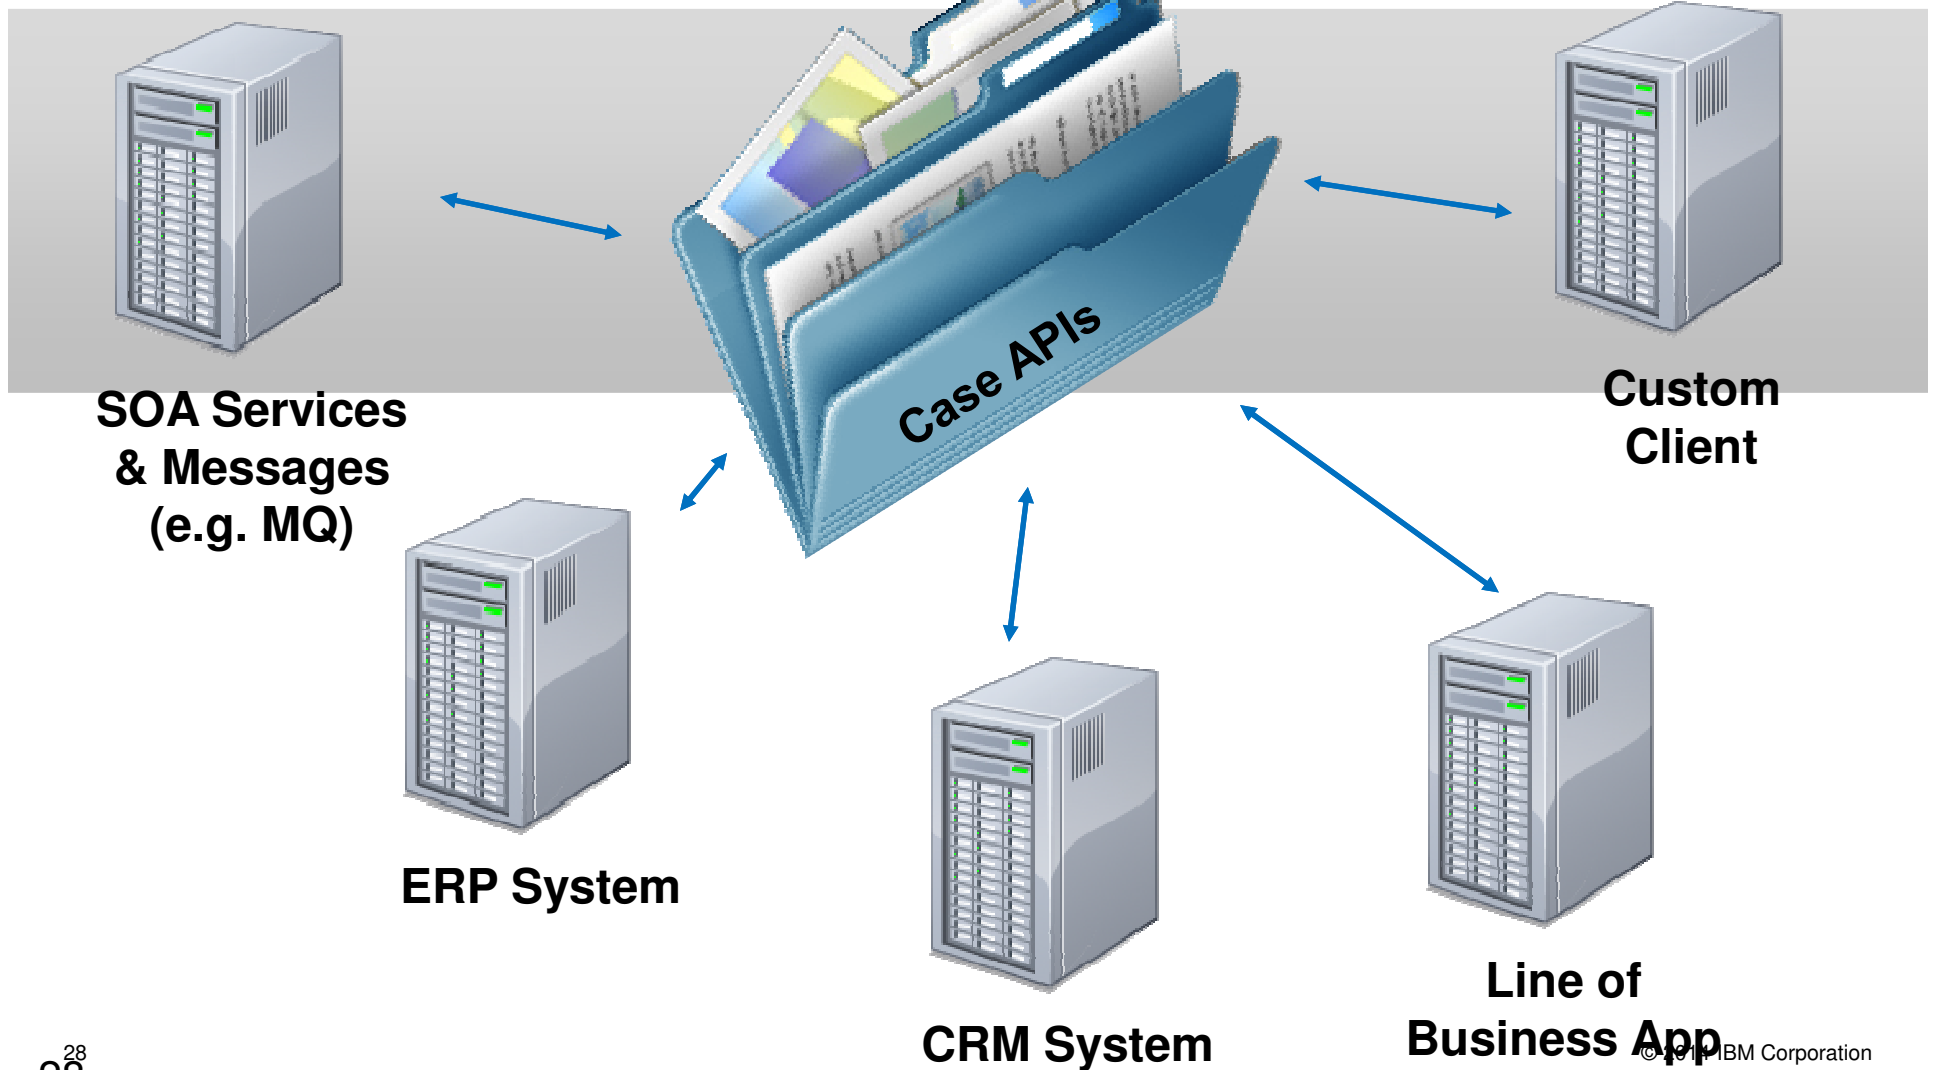 Case APIs
SOA Services
& Messages
(e.g. MQ)
Custom
Client
ERP System
CRM System
Line of
Business App
28
© 2014 IBM Corporation